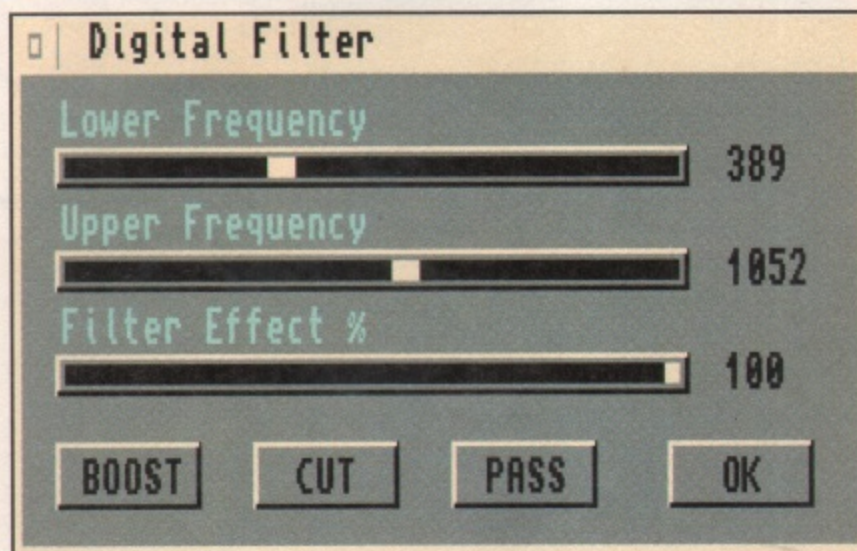 Digital Filter
Lower Frequency
389
Upper Frequency
1052
Filter Effect %
100
BOOST CUT PASS OK